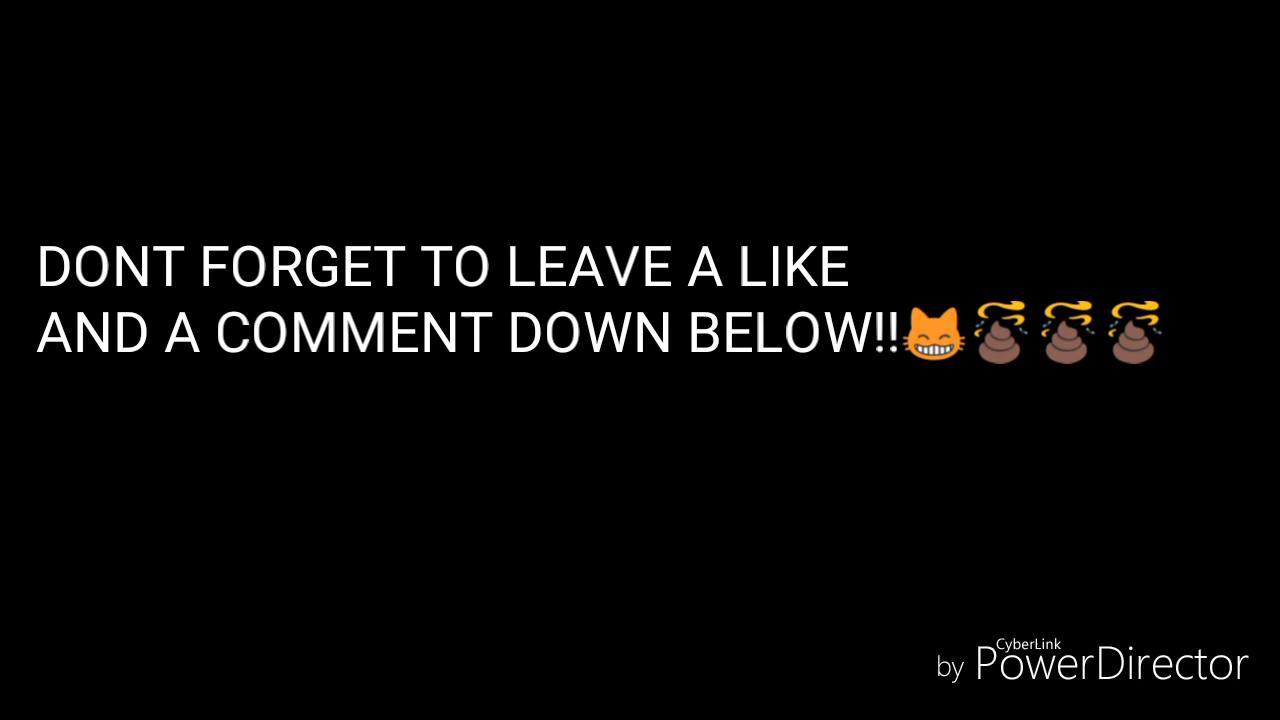 DONT FORGET TO LEAVE A LIKE
AND A COMMENT DOWN BELOW!!😸💩💩💩
by CyberLink PowerDirector